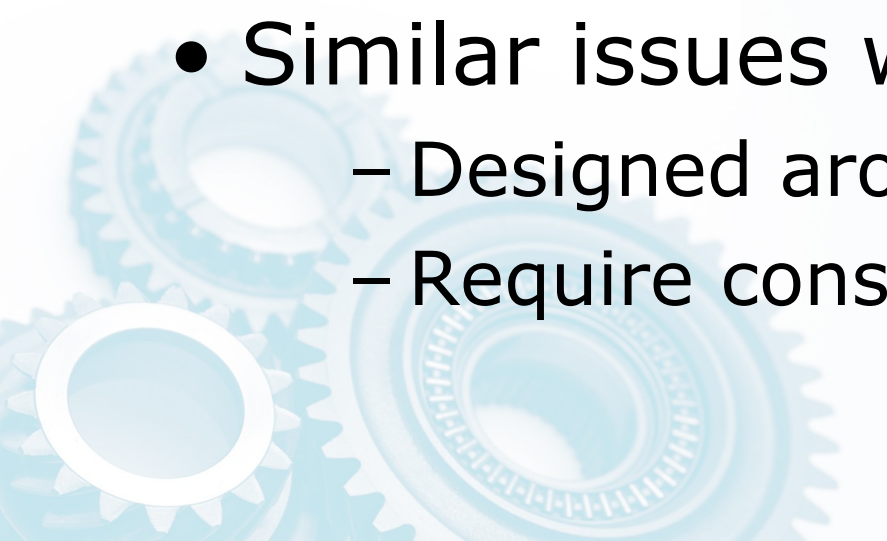 • Similar issues
– Designed
– Require